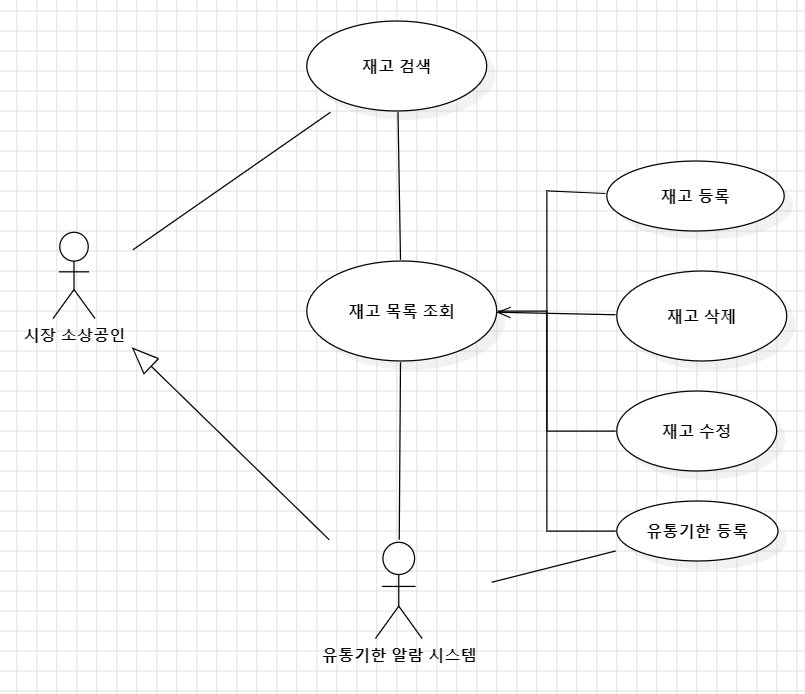 재고 검색
재고 등록
재고 목록 조회
재고 삭제
시장 소상공인
재고 수정
유통기한 등록
유통기한 알람 시스템